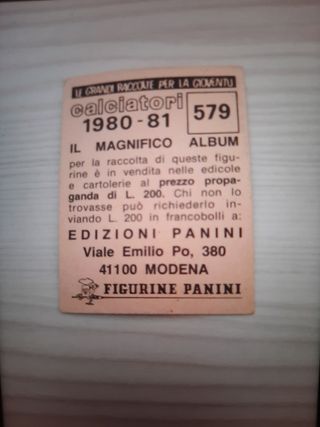 LE GRANDI RACCOLTE PER LA GIOVENTÙ
calciatori
1980-81
579
IL MAGNIFICO ALBUM
per la raccolta di queste figu-
rine è in vendita nelle edicole
e cartolerie al prezzo propa-
ganda di L. 200. Chi non lo
trovasse può richiederlo in-
viando L. 200 in francobolli a:
EDIZIONI PANINI
Viale Emilio Po, 380
41100 MODENA
FIGURINE PANINI